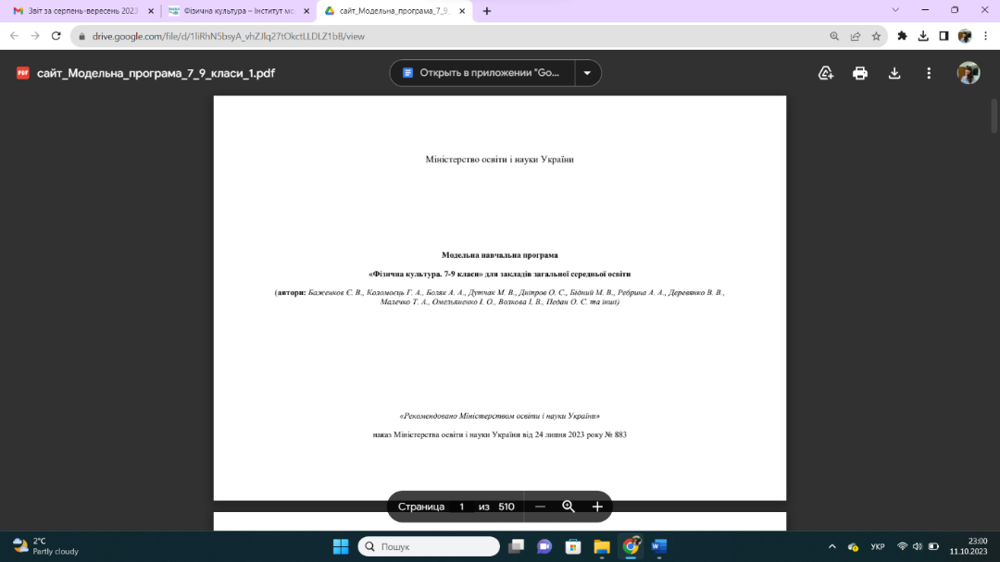 Звіт за серпень-вересень 2023
Фізична культура – Інститут мо
сайт_Модельна_програма_7_9_
drive.google.com/file/d/1IiRhN5bsyA_vhZJlq27tOkctLLDLZ1bB/view
PDF
сайт_Модельна_програма_7_9_класи_1.pdf
Открыть в приложении "Go...
Міністерство освіти і науки України
Модельна навчальна програма
«Фізична культура. 7-9 класи» для закладів загальної середньої освіти
(автори: Баженков Є. В., Коломоєць Г. А., Боляк А. А., Дутчак М. В., Дніпров О. С., Бідний М. В., Ребрина А. А., Деревянко В. В.,
Малечко Т. А., Омельяненко І. О., Волкова І. В., Педан О. С. та інші)
«Рекомендовано Міністерством освіти і науки України»
наказ Міністерства освіти і науки України від 24 липня 2023 року № 883
Страница 1 из 510
2°C
Partly cloudy
Пошук
УКР
23:00
11.10.2023